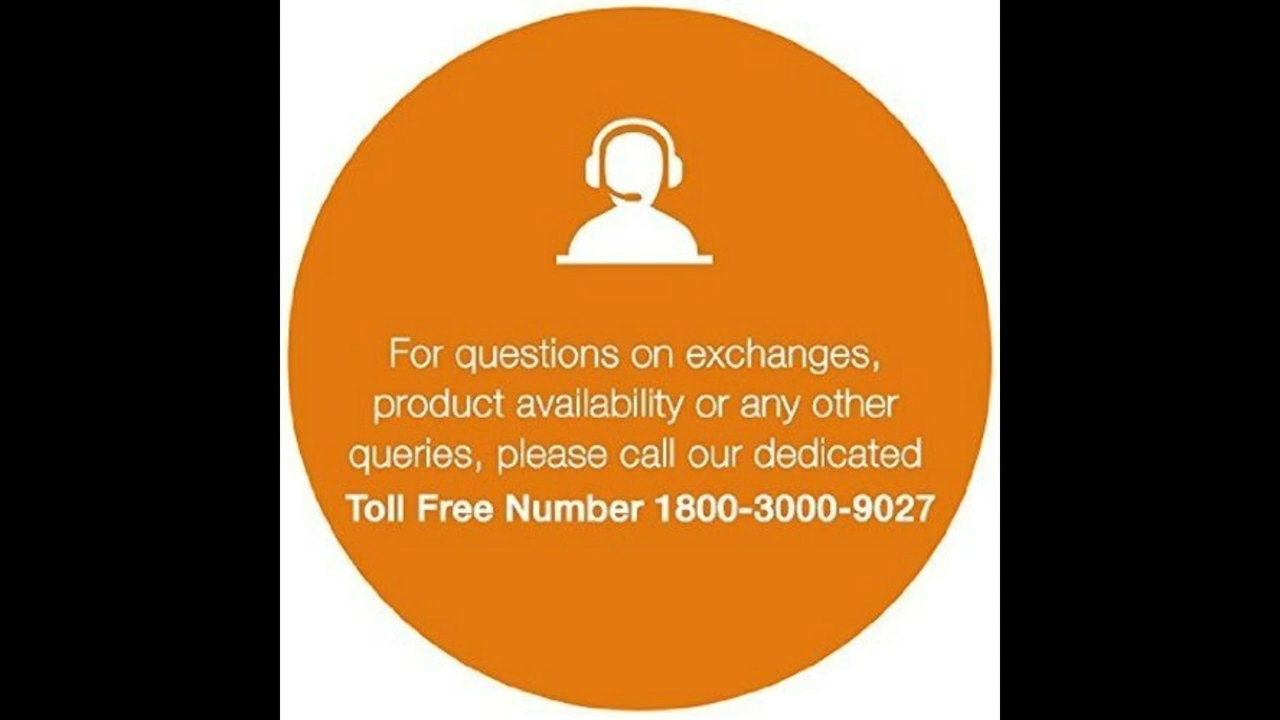 For questions on exchanges,
product availability or any other
queries, please call our dedicated
Toll Free Number 1800-3000-9027